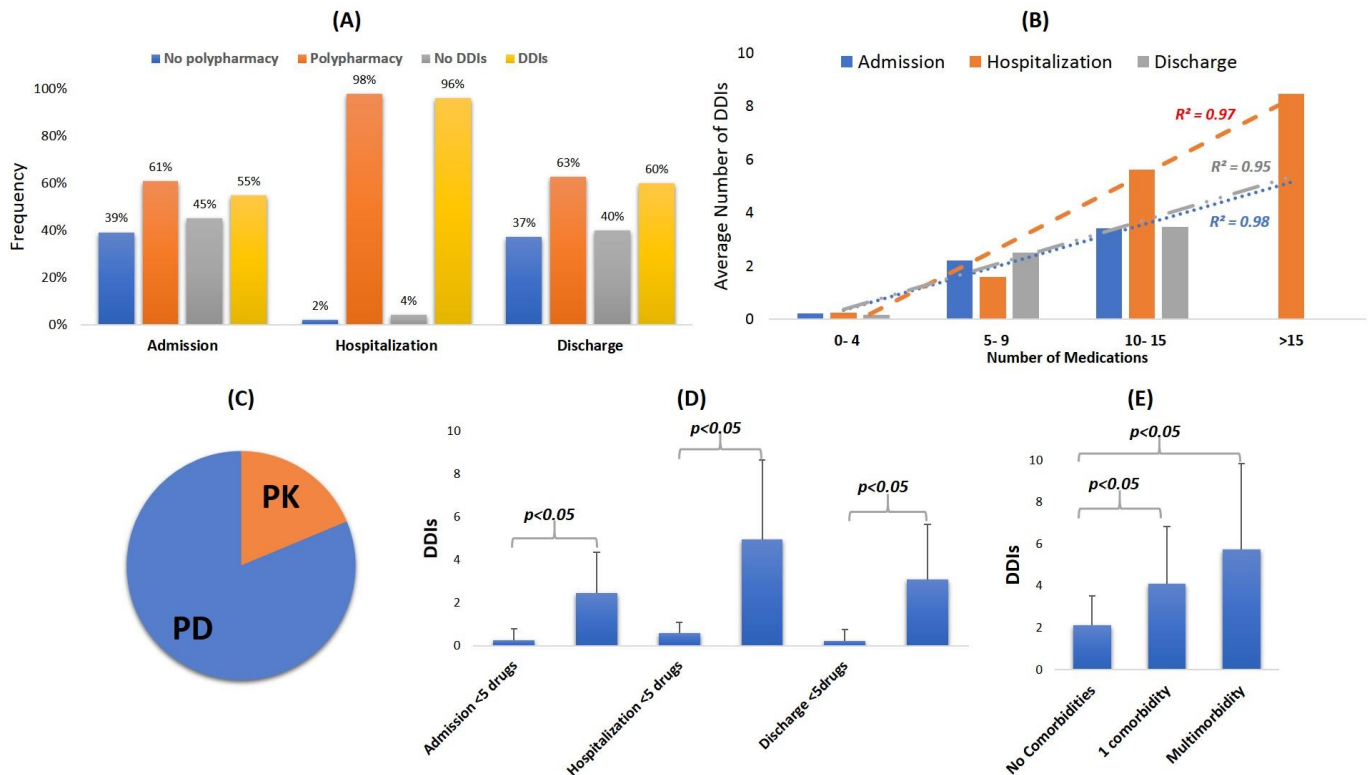 (A)
No polypharmacy Polypharmacy No DDIs DDIs
Frequency
100%
80%
60%
40%
20%
0%
39% 61% 45% 55%
2% 98% 4% 96%
37% 63% 40% 60%
Admission Hospitalization Discharge
(B)
Admission Hospitalization Discharge
Average Number of DDIs
10
8
6
4
2
0
R² = 0.97
R² = 0.95
R² = 0.98
0- 4 5- 9 10- 15 >15
Number of Medications
(C)
PK
PD
(D)
DDIs
10
8
6
4
2
0
p<0.05
p<0.05
p<0.05
Admission <5 drugs
Hospitalization <5 drugs
Discharge <5drugs
(E)
DDIs
10
8
6
4
2
0
p<0.05
p<0.05
No Comorbidities
1 comorbidity
Multimorbidity